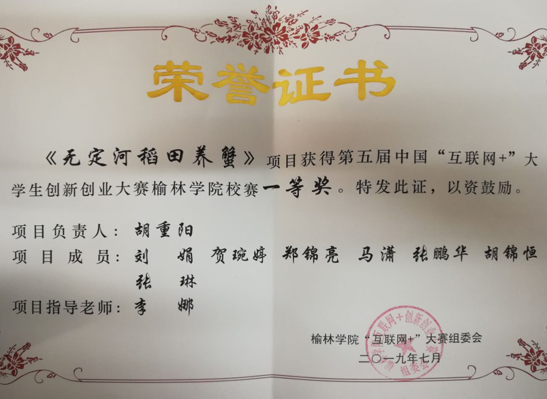 荣誉证书
《无定河稻田养蟹》项目获得第五届中国“互联网+”大
学生创新创业大赛榆林学院校赛一等奖。特发此证，以资鼓励。
项目负责人：胡重阳
项目成员：刘娟 贺琬婷 郑锦亮 马潇 张鹏华 胡锦恒
张琳
项目指导老师：李娜
榆林学院“互联网+”大赛组委会
二〇一九年七月